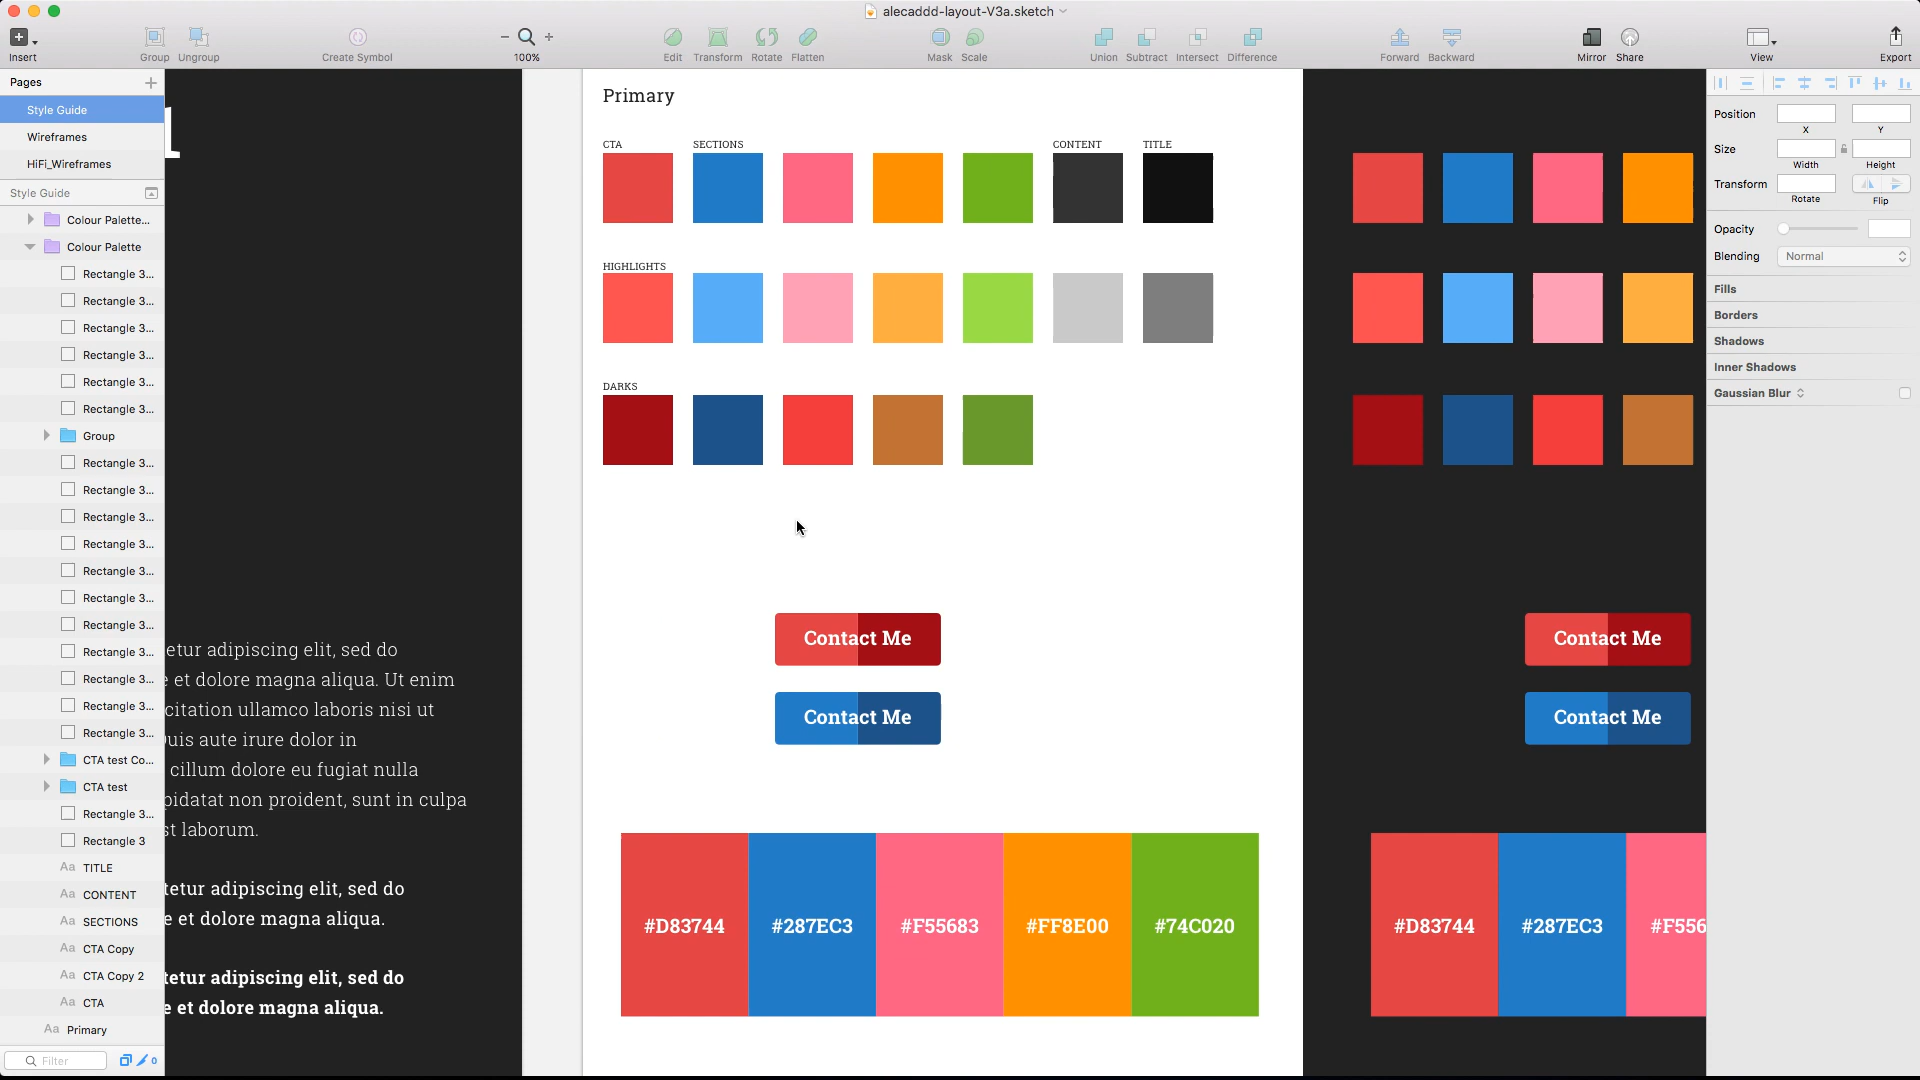 alecaddd-layout-V3a.sketch
Insert
Group
Ungroup
Create Symbol
100%
Edit
Transform
Rotate
Flatten
Mask
Scale
Union
Subtract
Intersect
Difference
Forward
Backward
Mirror
Share
View
Export
Pages
Style Guide
Wireframes
HiFi_Wireframes
Style Guide
Colour Palette...
Colour Palette
Rectangle 3...
Rectangle 3...
Rectangle 3...
Rectangle 3...
Rectangle 3...
Rectangle 3...
Group
Rectangle 3...
Rectangle 3...
Rectangle 3...
Rectangle 3...
Rectangle 3...
Rectangle 3...
Rectangle 3...
Rectangle 3...
Rectangle 3...
Rectangle 3...
Rectangle 3...
CTA test Co...
CTA test
Rectangle 3...
Rectangle 3
Aa TITLE
Aa CONTENT
Aa SECTIONS
Aa CTA Copy
Aa CTA Copy 2
Aa CTA
Aa Primary
Filter
0
etur adipiscing elit, sed do
et dolore magna aliqua. Ut enim
citation ullamco laboris nisi ut
uis aute irure dolor in
cillum dolore eu fugiat nulla
pidatat non proident, sunt in culpa
st laborum.
tetur adipiscing elit, sed do
e et dolore magna aliqua.
tetur adipiscing elit, sed do
e et dolore magna aliqua.
Primary
CTA
SECTIONS
CONTENT
TITLE
HIGHLIGHTS
DARKS
Contact Me
Contact Me
#D83744
#287EC3
#F55683
#FF8E00
#74C020
Contact Me
Contact Me
#D83744
#287EC3
#F556
Position
X
Y
Size
Width
Height
Transform
Rotate
Flip
Opacity
Blending
Normal
Fills
Borders
Shadows
Inner Shadows
Gaussian Blur